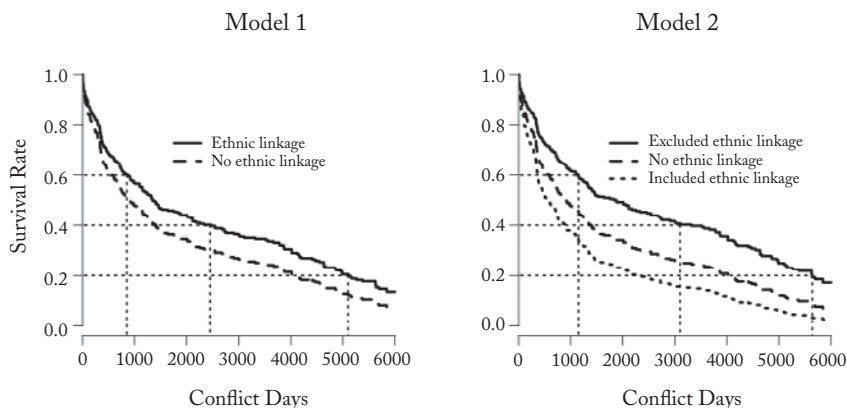 Model 1
Model 2
Survival Rate
1.0
0.8
0.6
0.4
0.2
0.0
Ethnic linkage
No ethnic linkage
0 1000 2000 3000 4000 5000 6000
Conflict Days
1.0
0.8
0.6
0.4
0.2
0.0
Excluded ethnic linkage
No ethnic linkage
Included ethnic linkage
0 1000 2000 3000 4000 5000 6000
Conflict Days